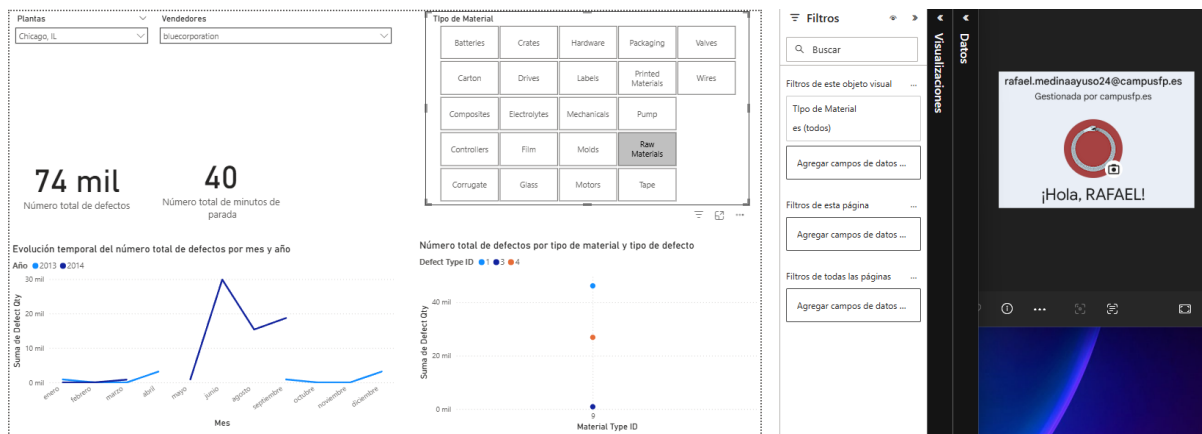 Plantas
Chicago, IL
Vendedores
bluecorporation
TIpo de Material
Batteries Crates Hardware Packaging Valves
Carton Drives Labels Printed Materials Wires
Composites Electrolytes Mechanicals Pump
Controllers Film Molds Raw Materials
Corrugate Glass Motors Tape
74 mil
Número total de defectos
40
Número total de minutos de
parada
Evolución temporal del número total de defectos por mes y año
Año 2013 2014
Suma de Defect Qty
30 mil
20 mil
10 mil
0 mil
enero febrero marzo abril mayo junio agosto septiembre octubre noviembre diciembre
Mes
Número total de defectos por tipo de material y tipo de defecto
Defect Type ID 1 3 4
Suma de Defect Qty
40 mil
20 mil
0 mil
9
Material Type ID
Filtros
Buscar
Filtros de este objeto visual ...
TIpo de Material
es (todos)
Agregar campos de datos ...
Filtros de esta página ...
Agregar campos de datos ...
Filtros de todas las páginas ...
Agregar campos de datos ...
Visualizaciones
Datos
rafael.medinaayuso24@campusfp.es
Gestionada por campusfp.es
¡Hola, RAFAEL!